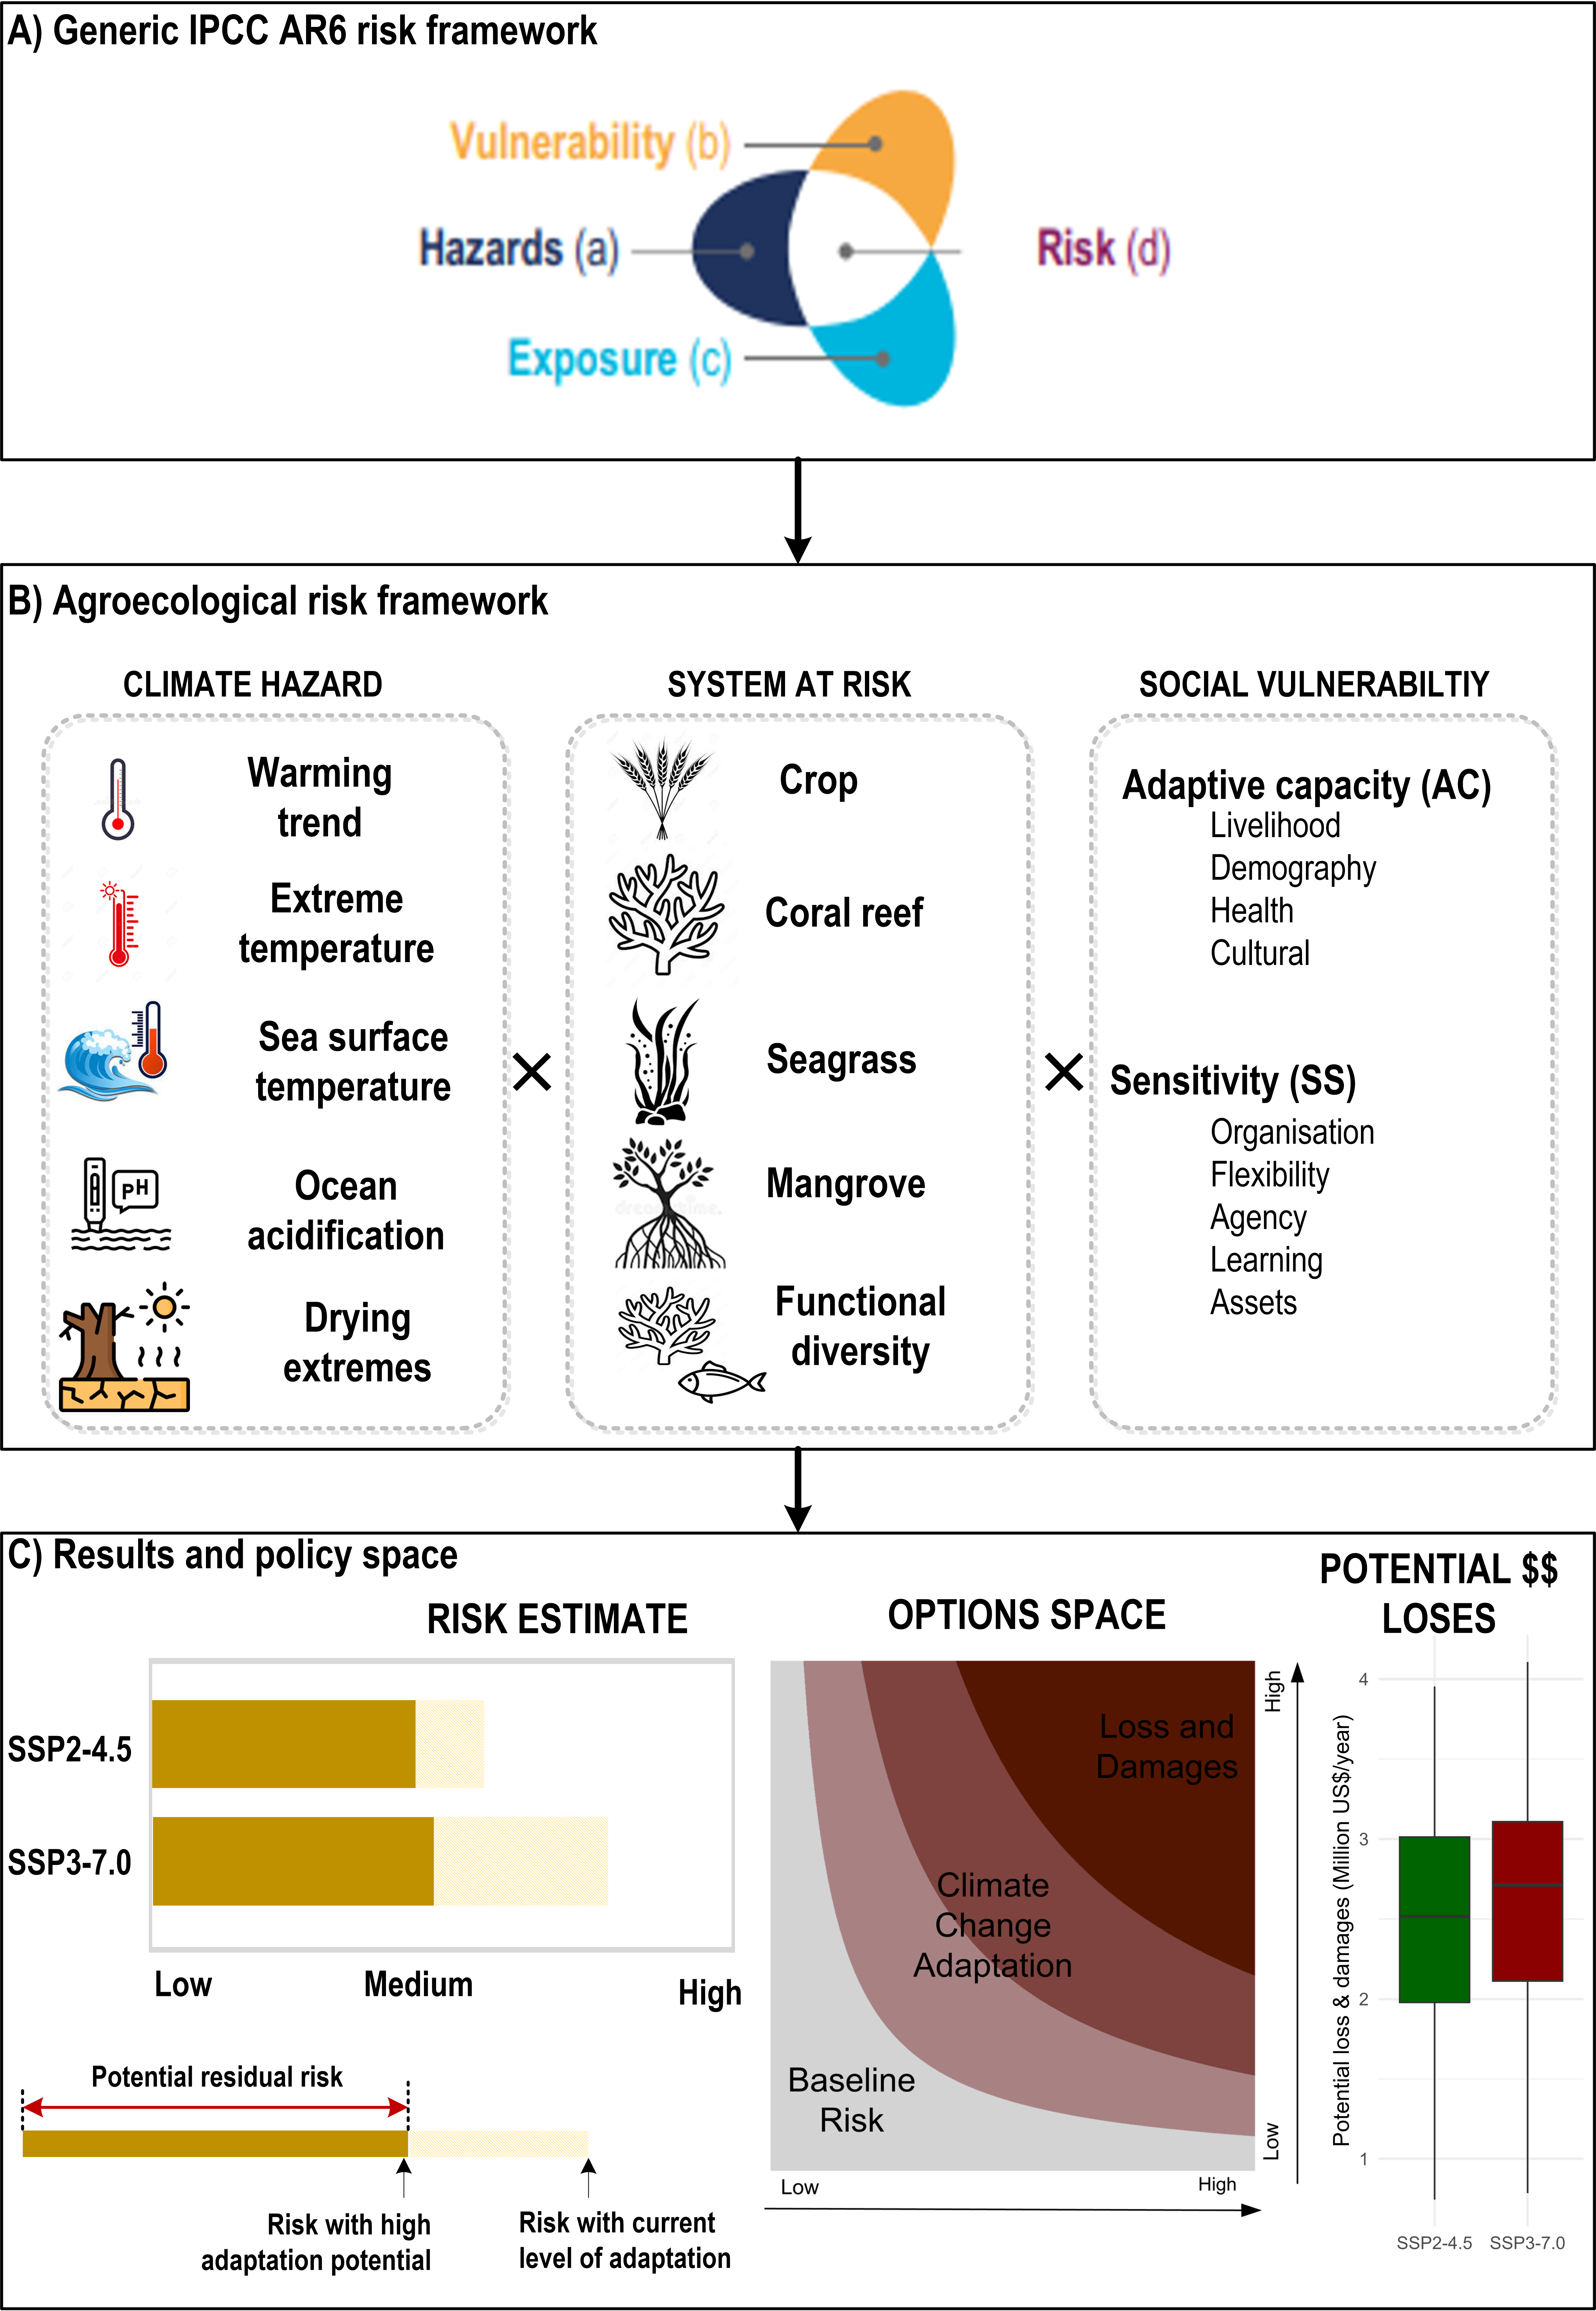 A) Generic IPCC AR6 risk framework
Vulnerability (b)
Hazards (a)
Risk (d)
Exposure (c)
B) Agroecological risk framework
CLIMATE HAZARD
Warming
trend
Extreme
temperature
Sea surface
temperature
pH
Ocean
acidification
Drying
extremes
SYSTEM AT RISK
Crop
Coral reef
Seagrass
Mangrove
Functional
diversity
SOCIAL VULNERABILTIY
Adaptive capacity (AC)
Livelihood
Demography
Health
Cultural
Sensitivity (SS)
Organisation
Flexibility
Agency
Learning
Assets
C) Results and policy space
RISK ESTIMATE
SSP2-4.5
SSP3-7.0
Low
Medium
High
Potential residual risk
Risk with high
adaptation potential
Risk with current
level of adaptation
OPTIONS SPACE
Loss and
Damages
Climate
Change
Adaptation
Baseline
Risk
Low
High
Low
High
POTENTIAL $$
LOSES
Potential loss & damages (Million US$/year)
4
3
2
1
SSP2-4.5
SSP3-7.0